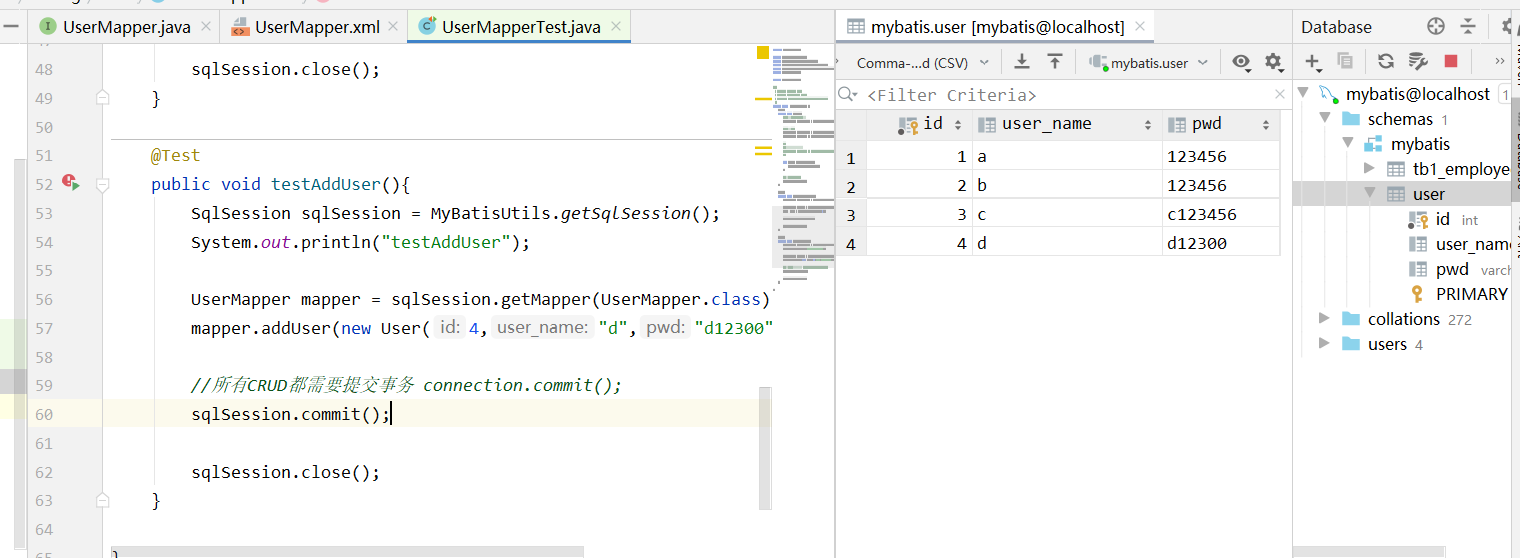 UserMapper.java
UserMapper.xml
UserMapperTest.java
48 sqlSession.close();
49 }
50
51 @Test
52 public void testAddUser(){
53 SqlSession sqlSession = MyBatisUtils.getSqlSession();
54 System.out.println("testAddUser");
55
56 UserMapper mapper = sqlSession.getMapper(UserMapper.class)
57 mapper.addUser(new User( id: 4, user_name: "d", pwd: "d12300"
58
59 //所有CRUD都需要提交事务 connection.commit();
60 sqlSession.commit();
61
62 sqlSession.close();
63 }
64
65 }
mybatis.user [mybatis@localhost]
Comma-...d (CSV) mybatis.user
<Filter Criteria>
id user_name pwd
1 1 a 123456
2 2 b 123456
3 3 c c123456
4 4 d d12300
Database
mybatis@localhost 1
schemas 1
mybatis
tb1_employe
user
id int
user_nam
pwd varch
PRIMARY
collations 272
users 4
Database